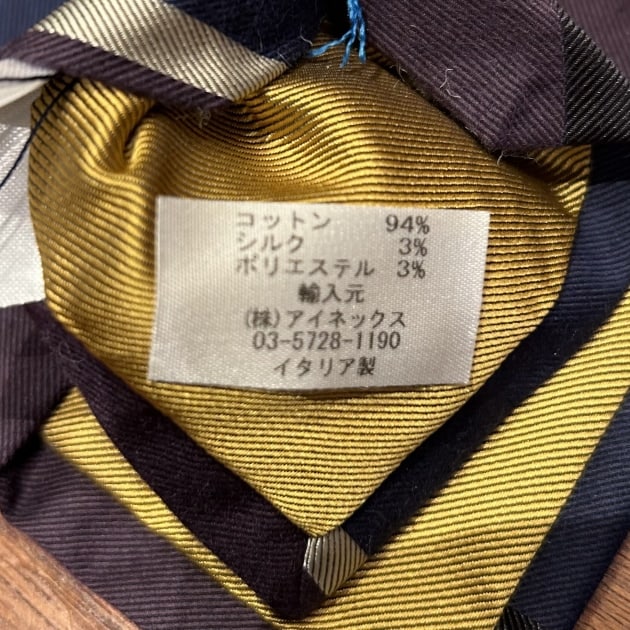 コットン 94%
シルク 3%
ポリエステル 3%
輸入元
(株)アイネックス
03-5728-1190
イタリア製